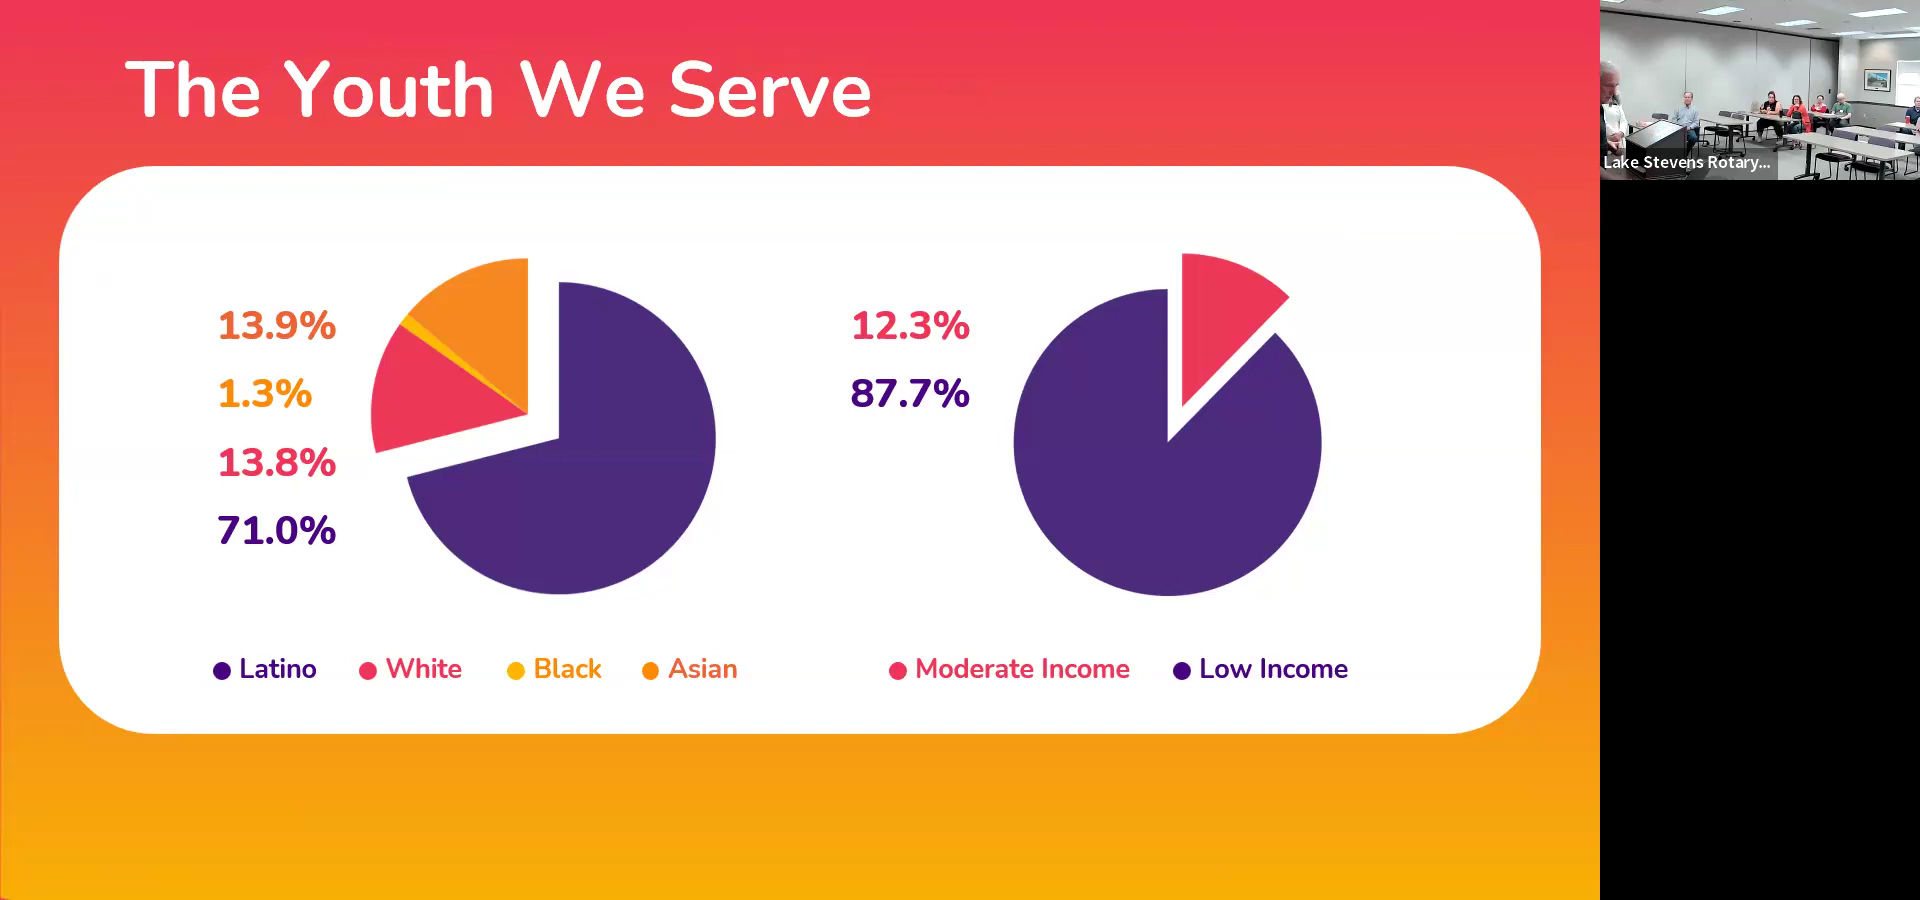 The Youth We Serve
13.9%
1.3%
13.8%
71.0%
12.3%
87.7%
Latino White Black Asian
Moderate Income Low Income
Lake Stevens Rotary...